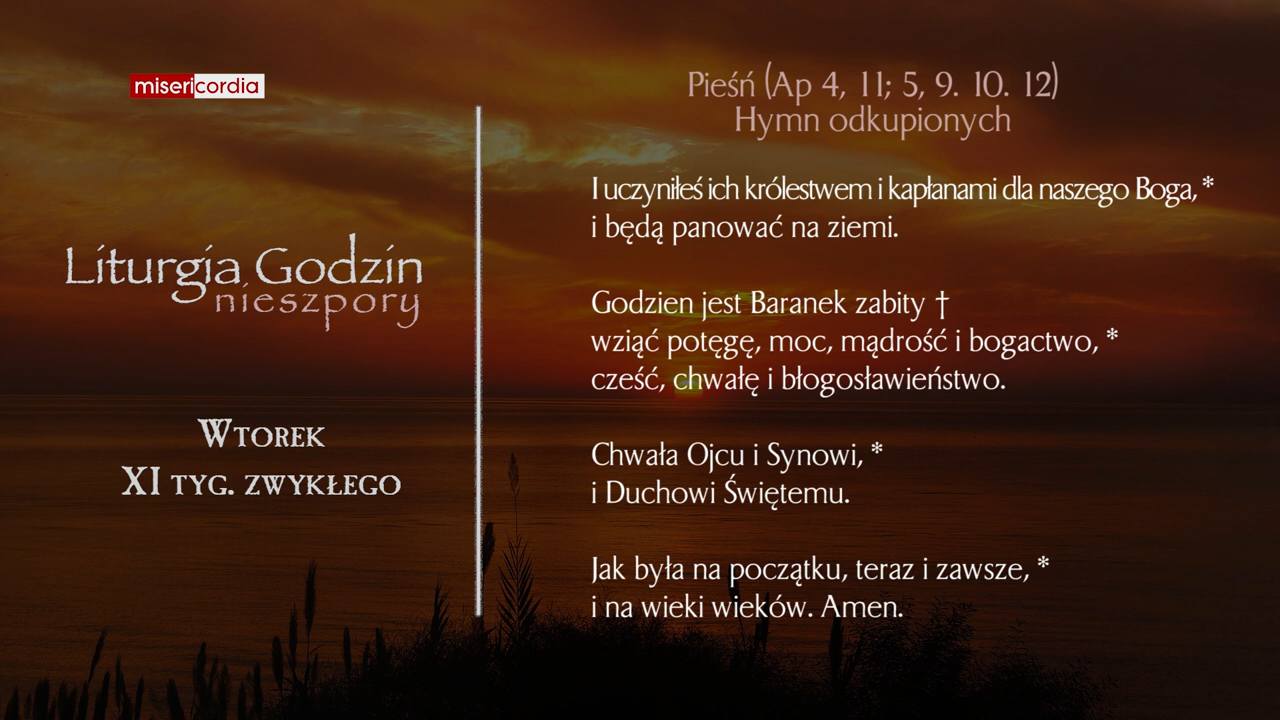 misericordia
Liturgia Godzin
nieszpory
Wtorek
XI tyg. zwykłego
Pieśń (Ap 4, 11; 5, 9. 10. 12)
Hymn odkupionych
I uczyniłeś ich królestwem i kapłanami dla naszego Boga, *
i będą panować na ziemi.
Godzien jest Baranek zabity †
wziąć potęgę, moc, mądrość i bogactwo, *
cześć, chwałę i błogosławieństwo.
Chwała Ojcu i Synowi, *
i Duchowi Świętemu.
Jak była na początku, teraz i zawsze, *
i na wieki wieków. Amen.